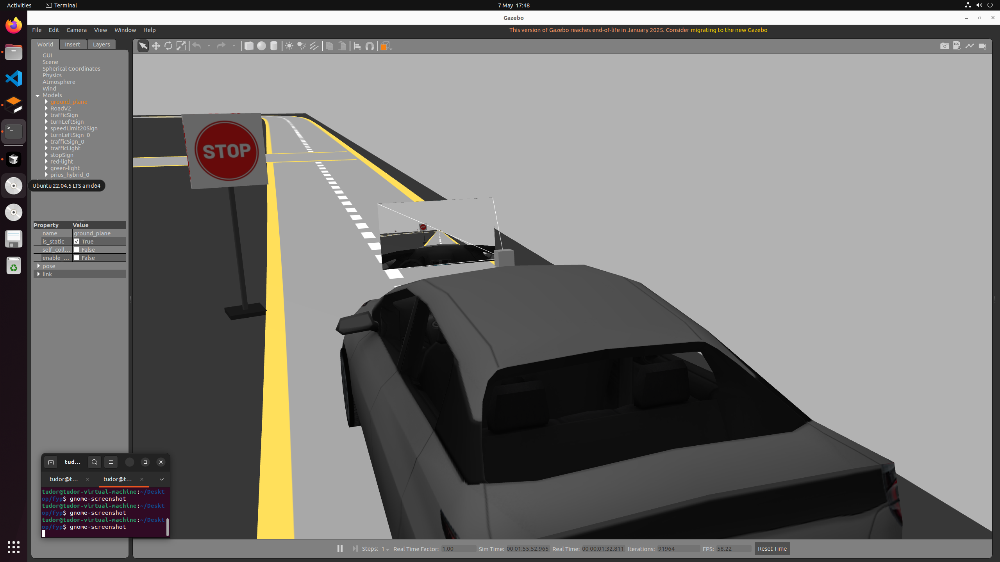 Activities
Terminal
7 May 17:48
Gazebo
File Edit Camera View Window Help
This version of Gazebo reaches end-of-life in January 2025. Consider migrating to the new Gazebo
World Insert Layers
GUI
Scene
Spherical Coordinates
Physics
Atmosphere
Wind
Models
ground_plane
RoadV2
trafficSign
turnLeftSign
speedLimit20Sign
turnLeftSign_0
trafficSign_0
trafficLight
stopSign
red-light
green-light
prius_hybrid_0
Ubuntu 22.04.5 LTS amd64
Property Value
name ground_plane
is_static True
self_coll... False
enable_... False
pose
link
LOG
STOP
STOP
tud...
tudor@t... tudor@t...
tudor@tudor-virtual-machine:~/Deskt
op/fyp$ gnome-screenshot
tudor@tudor-virtual-machine:~/Deskt
op/fyp$ gnome-screenshot
tudor@tudor-virtual-machine:~/Deskt
op/fyp$ gnome-screenshot
Steps: 1 Real Time Factor: 1.00 Sim Time: 00 01:55:52.965 Real Time: 00 00:01:32.811 Iterations: 91964 FPS: 58.22 Reset Time